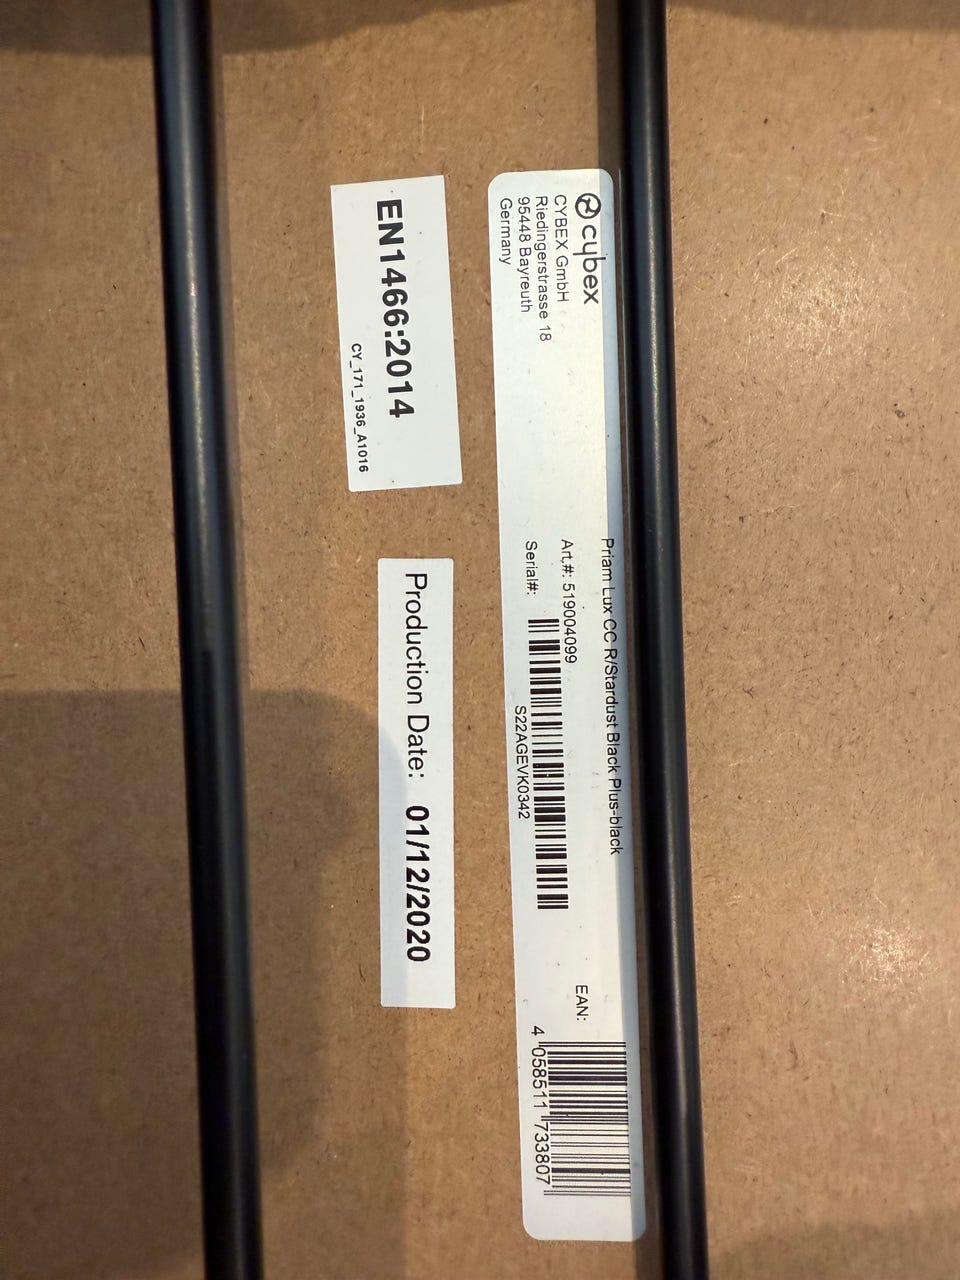 cybex
CYBEX GmbH
Riedingerstrasse 18
95448 Bayreuth
Germany
Priam Lux CC R/Stardust Black Plus-black
Art,#: 519004099
Serial#:
S22AGEVK0342
EAN:
4 058511 733807
EN1466:2014
CY_171_1936_A1016
Production Date: 01/12/2020